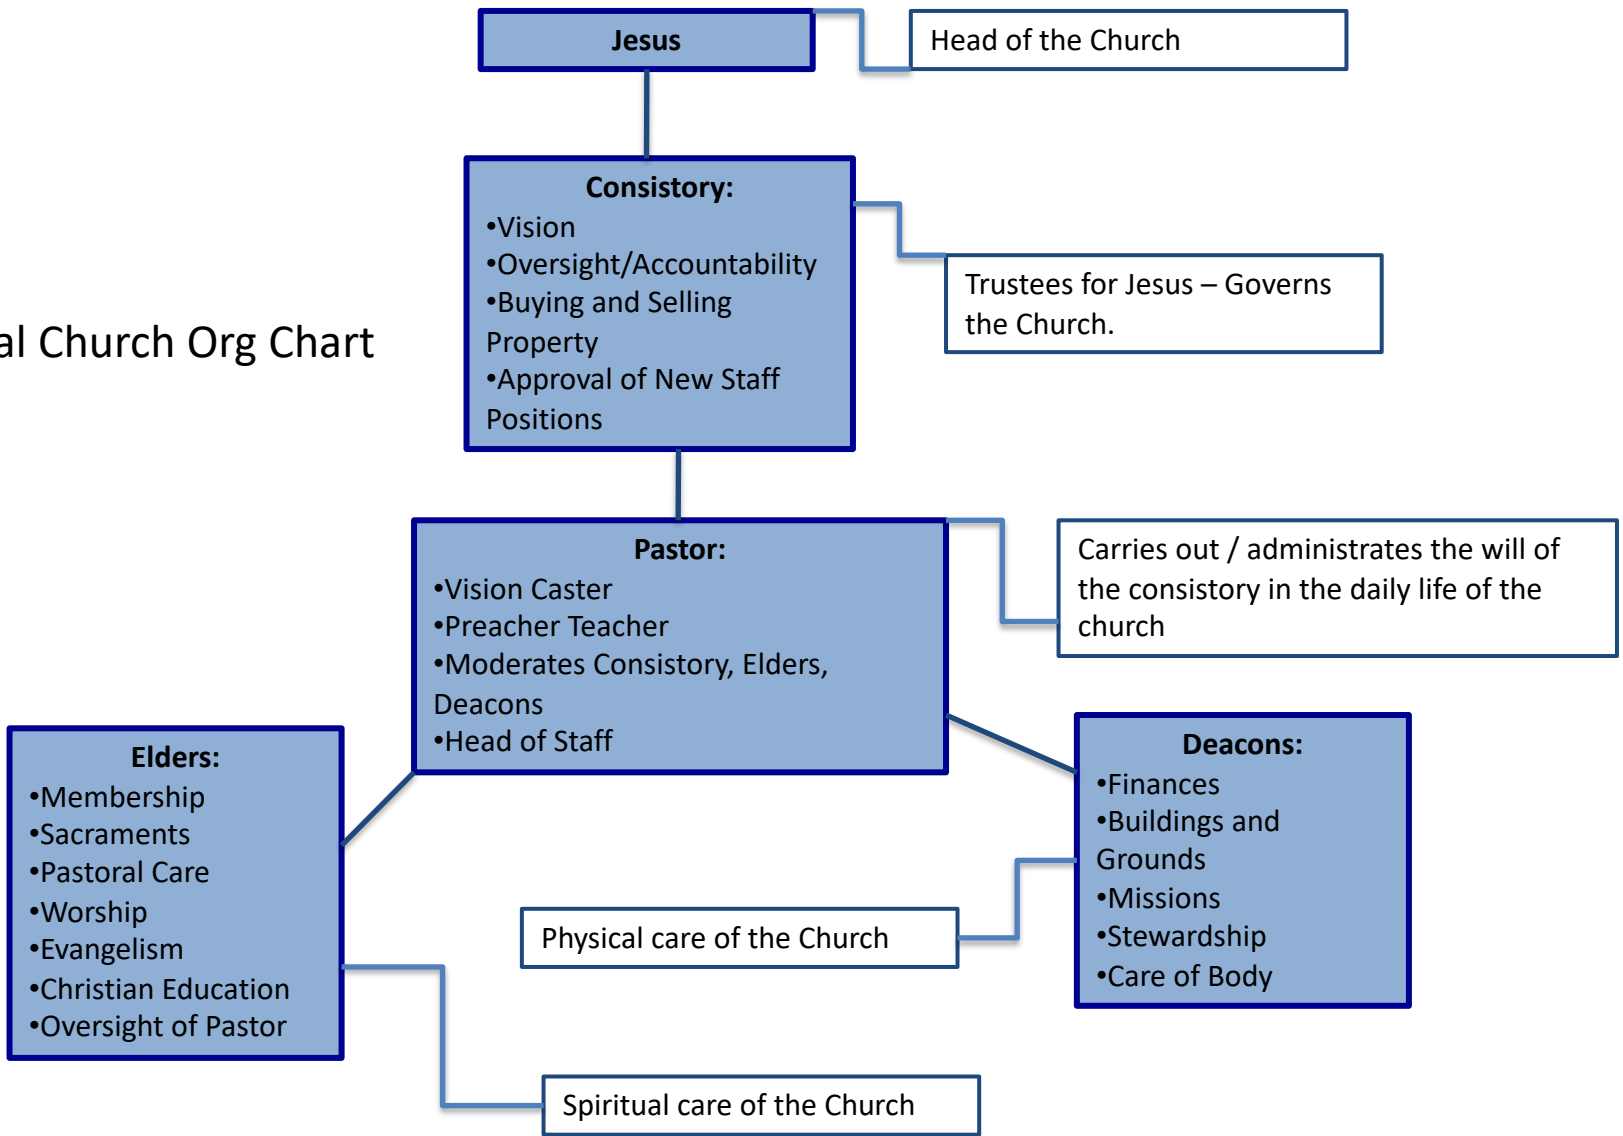 Jesus
Head of the Church
Consistory:
•Vision
•Oversight/Accountability
•Buying and Selling
Property
•Approval of New Staff
Positions
Trustees for Jesus – Governs
the Church.
Church Org Chart
Pastor:
•Vision Caster
•Preacher Teacher
•Moderates Consistory, Elders,
Deacons
•Head of Staff
Carries out / administrates the will of
the consistory in the daily life of the
church
Elders:
•Membership
•Sacraments
•Pastoral Care
•Worship
•Evangelism
•Christian Education
•Oversight of Pastor
Deacons:
•Finances
•Buildings and
Grounds
•Missions
•Stewardship
•Care of Body
Physical care of the Church
Spiritual care of the Church